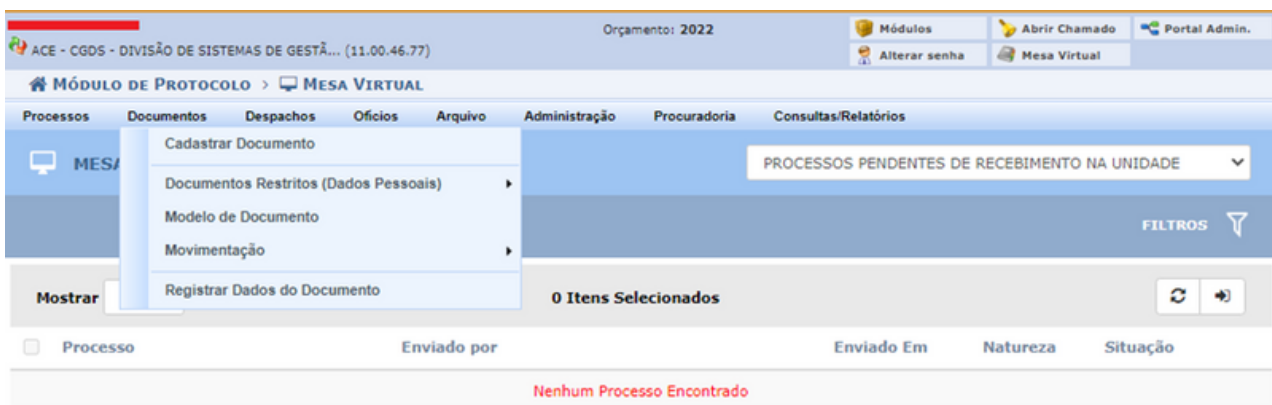 Orçamento: 2022
Módulos
Abrir Chamado
Portal Admin.
ACE - CGDS - DIVISÃO DE SISTEMAS DE GESTÃ... (11.00.46.77)
Alterar senha
Mesa Virtual
MÓDULO DE PROTOCOLO > MESA VIRTUAL
Processos Documentos Despachos Ofícios Arquivo Administração Procuradoria Consultas/Relatórios
Cadastrar Documento
MESA
PROCESSOS PENDENTES DE RECEBIMENTO NA UNIDADE
Documentos Restritos (Dados Pessoais)
Modelo de Documento
FILTROS
Movimentação
Registrar Dados do Documento
Mostrar
0 Itens Selecionados
Processo Enviado por Enviado Em Natureza Situação
Nenhum Processo Encontrado